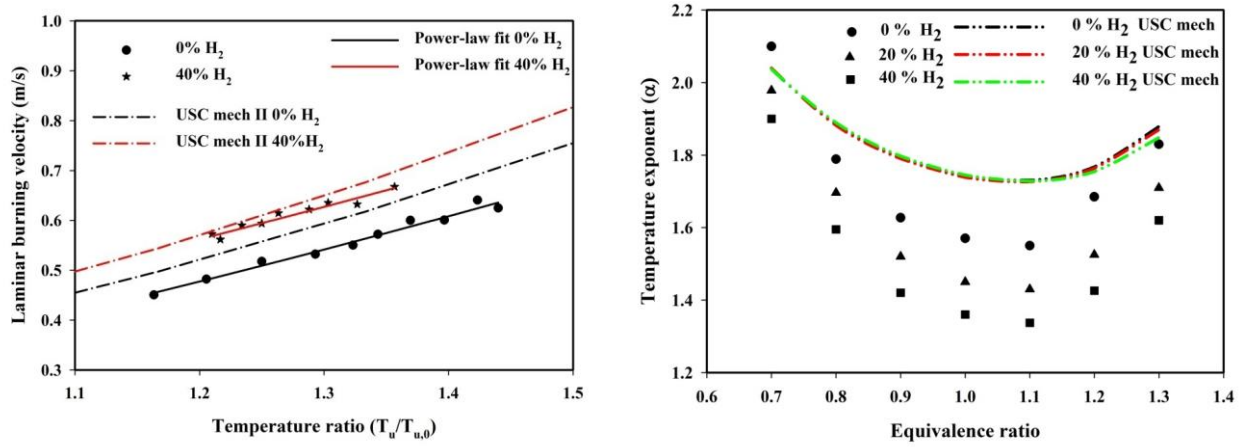 1.0
0.9
0.8
0.7
0.6
0.5
0.4
0.3
1.1
1.2
1.3
1.4
1.5
Laminar burning velocity (m/s)
Temperature ratio (Tu/Tu,0)
0% H2
40% H2
Power-law fit 0% H2
Power-law fit 40% H2
USC mech II 0% H2
USC mech II 40%H2
2.2
2.0
1.8
1.6
1.4
1.2
0.6
0.7
0.8
0.9
1.0
1.1
1.2
1.3
1.4
Temperature exponent (α)
Equivalence ratio
0 % H2
20 % H2
40 % H2
0 % H2 USC mech
20 % H2 USC mech
40 % H2 USC mech